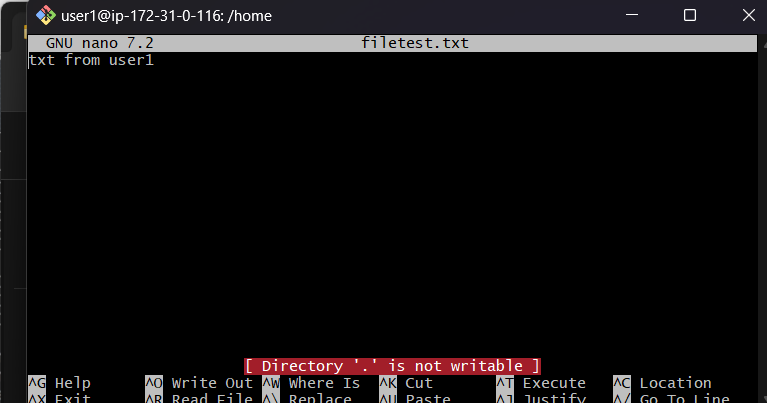 user1@ip-172-31-0-116: /home
GNU nano 7.2 filetest.txt
txt from user1
[ Directory '.' is not writable ]
^G Help ^O Write Out ^W Where Is ^K Cut ^T Execute ^C Location
^X Exit ^R Read File ^\ Replace ^U Paste ^J Justify ^/ Go To Line